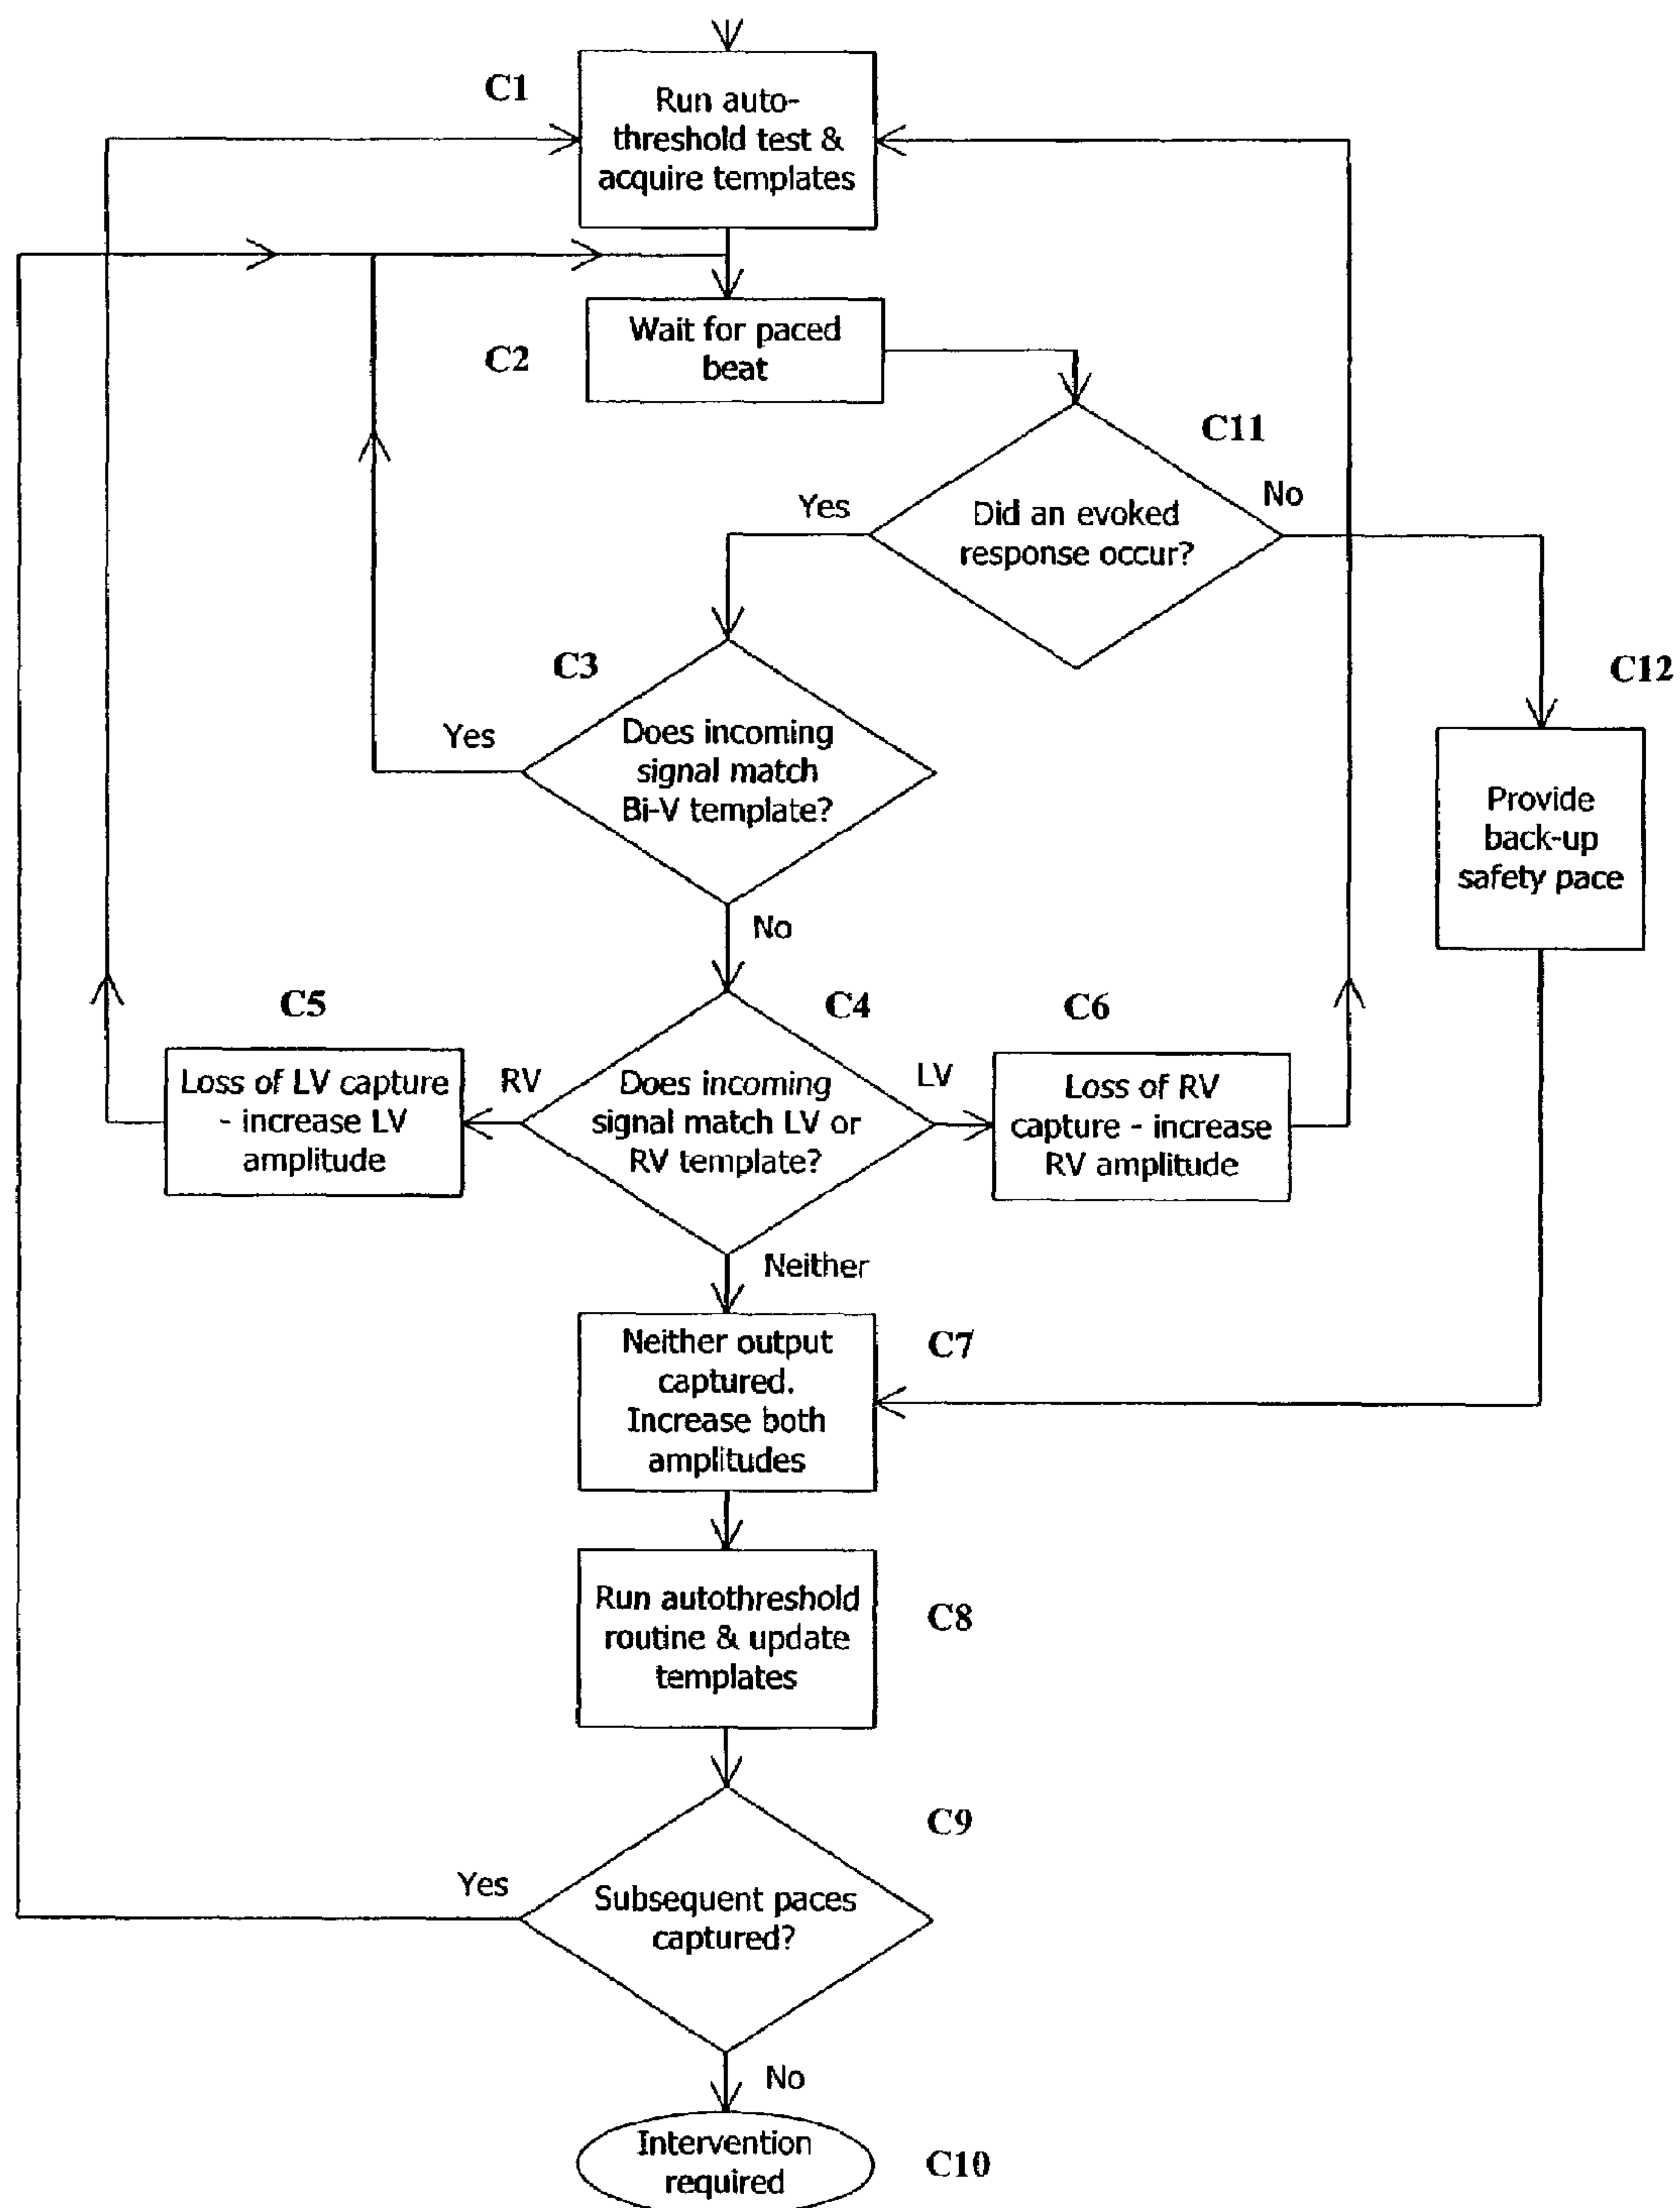 C1
Run auto-
threshold test &
acquire templates
C2
Wait for paced
beat
C11
Did an evoked
response occur?
Yes
No
C12
Provide
back-up
safety pace
C3
Does incoming
signal match
Bi-V template?
Yes
No
C4
Does incoming
signal match LV or
RV template?
RV
LV
C5
Loss of LV capture
- increase LV
amplitude
C6
Loss of RV
capture - increase
RV amplitude
Neither
Neither output
captured.
Increase both
amplitudes
C7
Run autothreshold
routine & update
templates
C8
C9
Subsequent paces
captured?
Yes
No
Intervention
required
C10